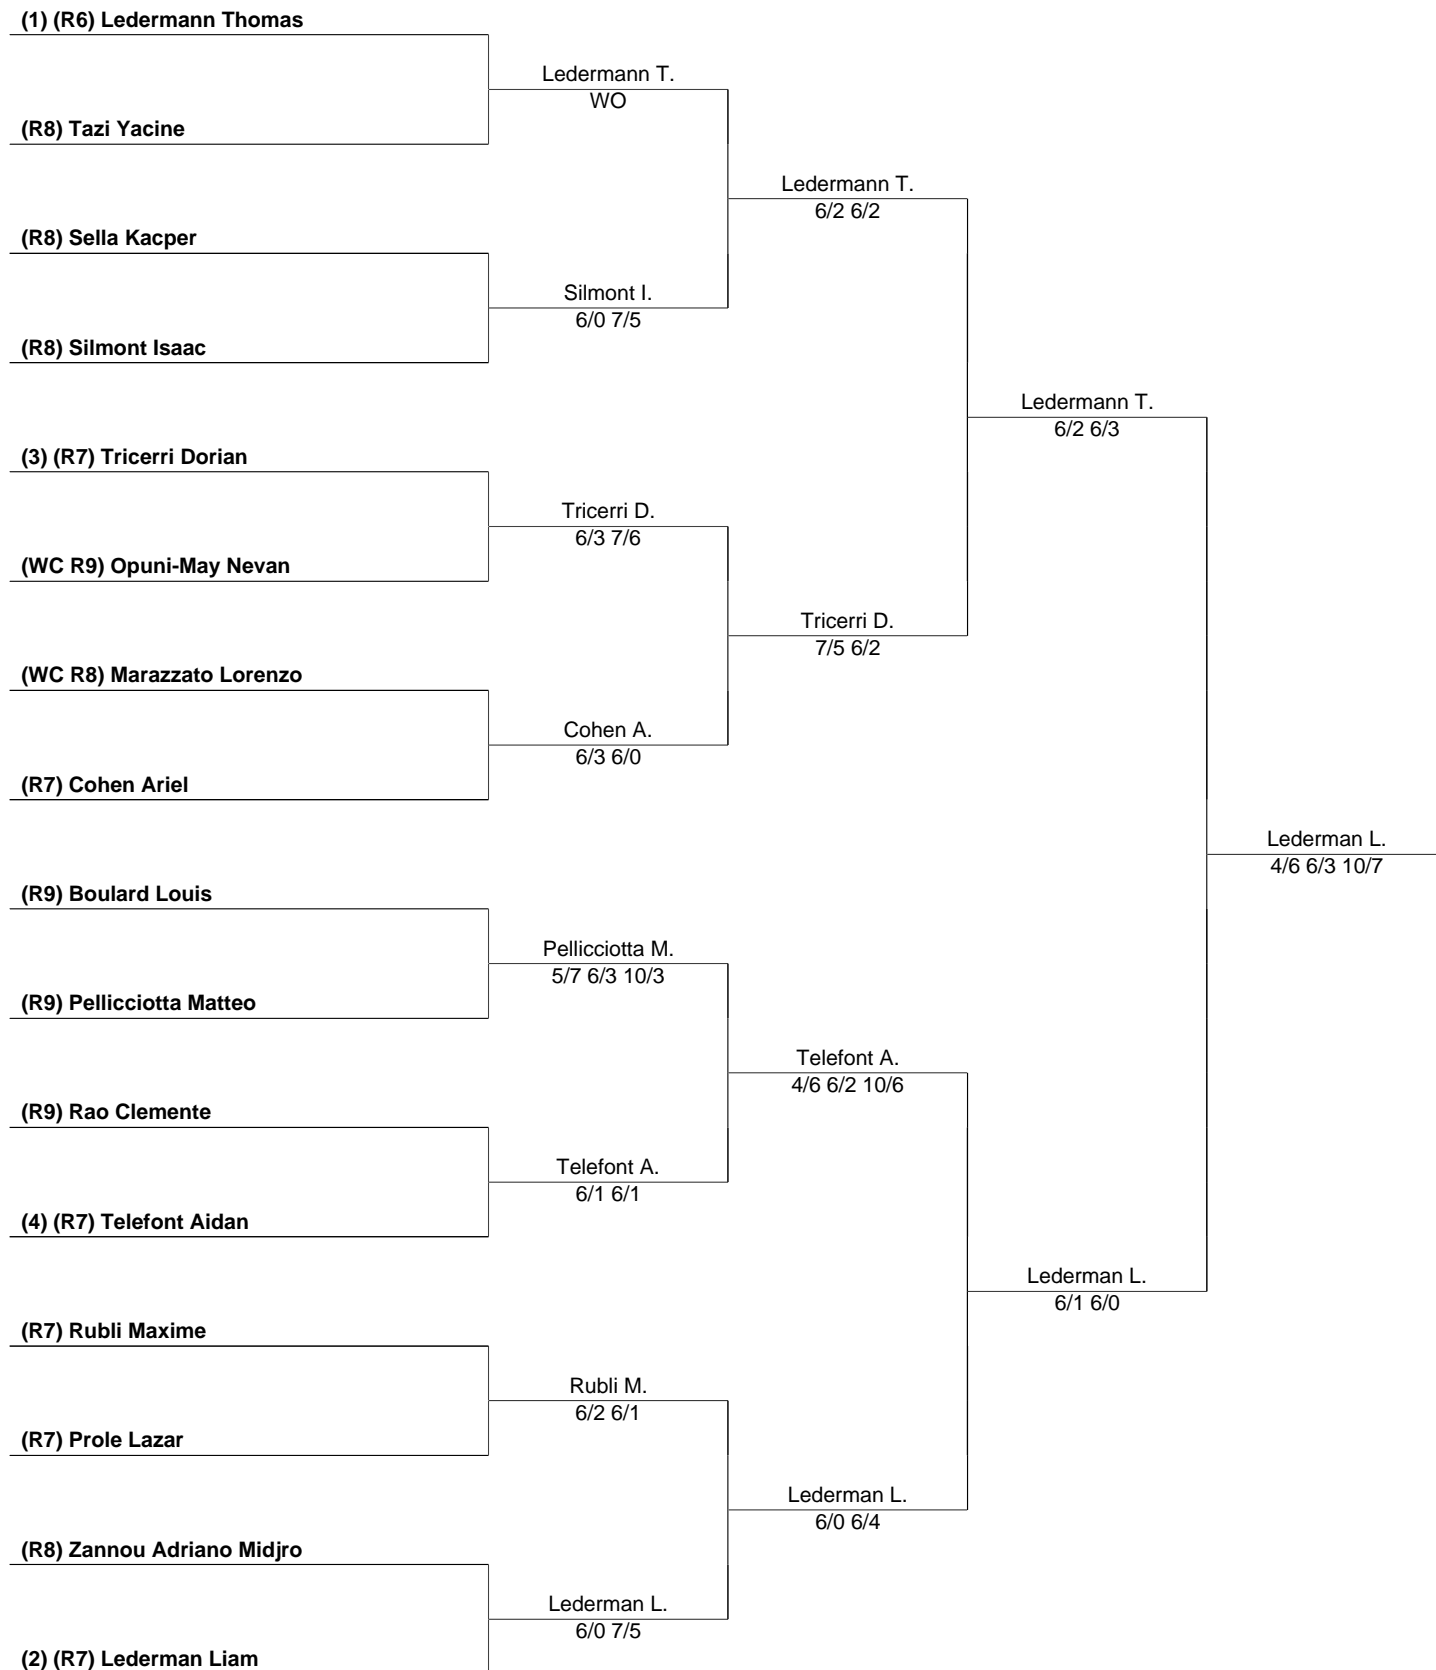 (1) (R6) Ledermann Thomas
Ledermann T.
WO
(R8) Tazi Yacine
Ledermann T.
6/2 6/2
(R8) Sella Kacper
Silmont I.
6/0 7/5
(R8) Silmont Isaac
Ledermann T.
6/2 6/3
(3) (R7) Tricerri Dorian
Tricerri D.
6/3 7/6
(WC R9) Opuni-May Nevan
Tricerri D.
7/5 6/2
(WC R8) Marazzato Lorenzo
Cohen A.
6/3 6/0
(R7) Cohen Ariel
Lederman L.
4/6 6/3 10/7
(R9) Boulard Louis
Pellicciotta M.
5/7 6/3 10/3
(R9) Pellicciotta Matteo
Telefont A.
4/6 6/2 10/6
(R9) Rao Clemente
Telefont A.
6/1 6/1
(4) (R7) Telefont Aidan
Lederman L.
6/1 6/0
(R7) Rubli Maxime
Rubli M.
6/2 6/1
(R7) Prole Lazar
Lederman L.
6/0 6/4
(R8) Zannou Adriano Midjro
Lederman L.
6/0 7/5
(2) (R7) Lederman Liam